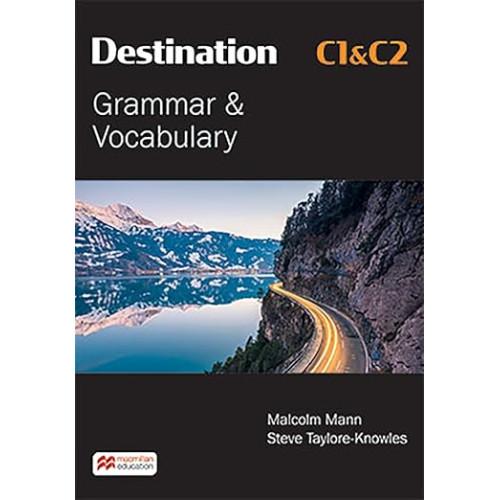 Destination C1&C2
Grammar &
Vocabulary
Malcolm Mann
Steve Taylore-Knowles
macmillan
education